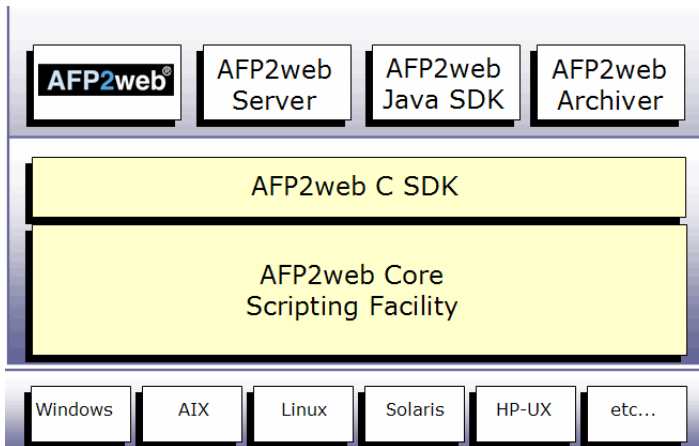 AFP2web®
AFP2web
Server
AFP2web
Java SDK
AFP2web
Archiver
AFP2web C SDK
AFP2web Core
Scripting Facility
Windows
AIX
Linux
Solaris
HP-UX
etc...